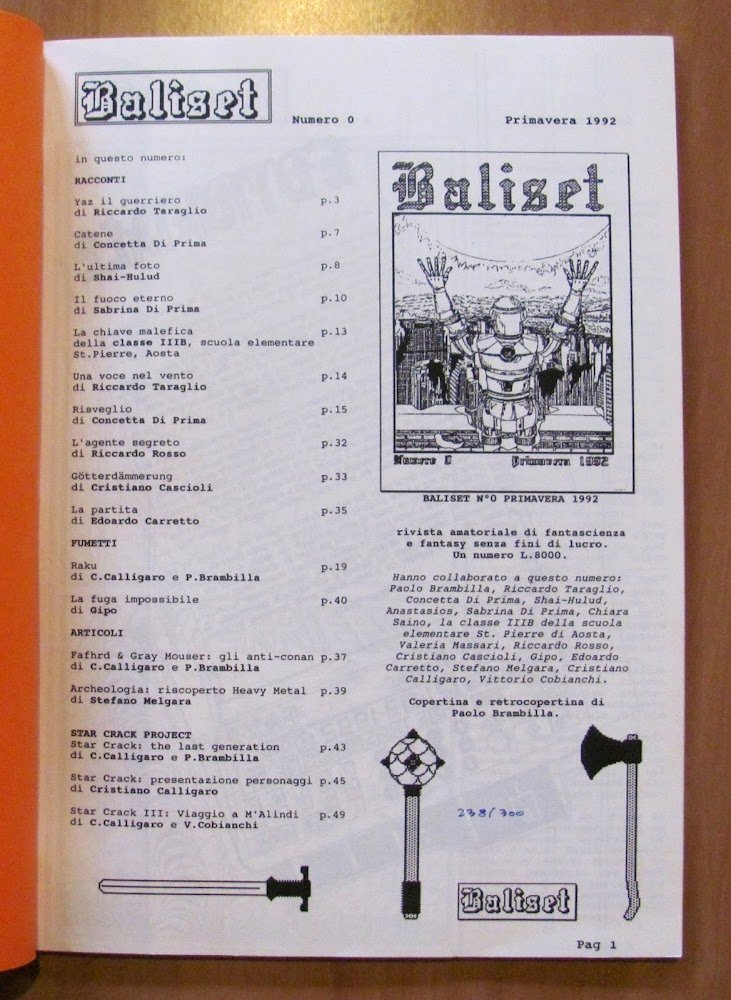 Baliset
Numero 0
Primavera 1992
in questo numero:
RACCONTI
Yaz il guerriero p.3
di Riccardo Taraglio
Catene p.7
di Concetta Di Prima
L'ultima foto p.8
di Shai-Hulud
Il fuoco eterno p.10
di Sabrina Di Prima
La chiave malefica p.13
della classe IIIB, scuola elementare
St.Pierre, Aosta
Una voce nel vento p.14
di Riccardo Taraglio
Risveglio p.15
di Concetta Di Prima
L'agente segreto p.32
di Riccardo Rosso
Götterdämmerung p.33
di Cristiano Cascioli
La partita p.35
di Edoardo Carretto
FUMETTI
Raku p.19
di C.Calligaro e P.Brambilla
La fuga impossibile p.40
di Gipo
ARTICOLI
Fafhrd & Gray Mouser: gli anti-conan p.37
di C.Calligaro e P.Brambilla
Archeologia: riscoperto Heavy Metal p.39
di Stefano Melgara
STAR CRACK PROJECT
Star Crack: the last generation p.43
di C.Calligaro e P.Brambilla
Star Crack: presentazione personaggi p.45
di Cristiano Calligaro
Star Crack III: Viaggio a M'Alindi p.49
di C.Calligaro e V.Cobianchi
Baliset
Numero 0 Primavera 1992
BALISET N°0 PRIMAVERA 1992
rivista amatoriale di fantascienza
e fantasy senza fini di lucro.
Un numero L.8000.
Hanno collaborato a questo numero:
Paolo Brambilla, Riccardo Taraglio,
Concetta Di Prima, Shai-Hulud,
Anastasios, Sabrina Di Prima, Chiara
Saino, la classe IIIB della scuola
elementare St. Pierre di Aosta,
Valeria Massari, Riccardo Rosso,
Cristiano Cascioli, Gipo, Edoardo
Carretto, Stefano Melgara, Cristiano
Calligaro, Vittorio Cobianchi.
Copertina e retrocopertina di
Paolo Brambilla.
238/300
Baliset
Pag 1